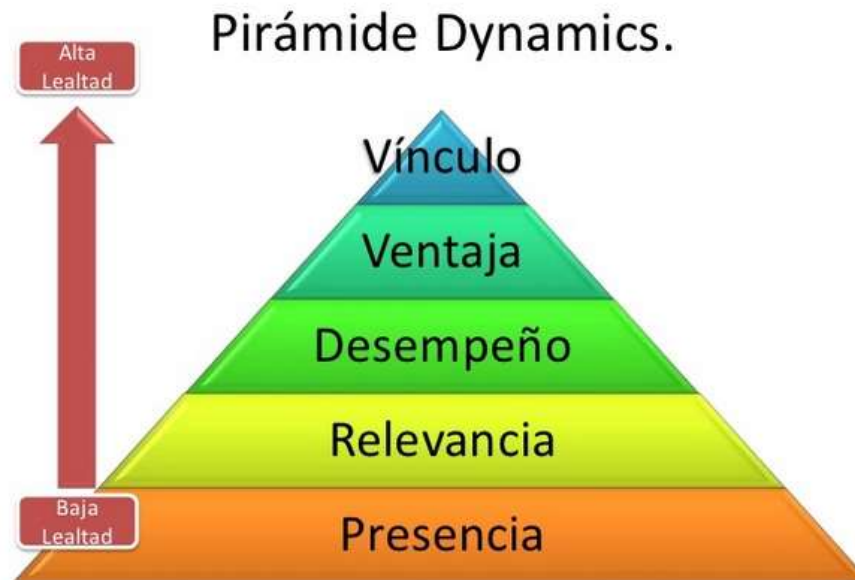 Pirámide Dynamics.
Alta
Lealtad
Vínculo
Ventaja
Desempeño
Relevancia
Baja
Lealtad
Presencia